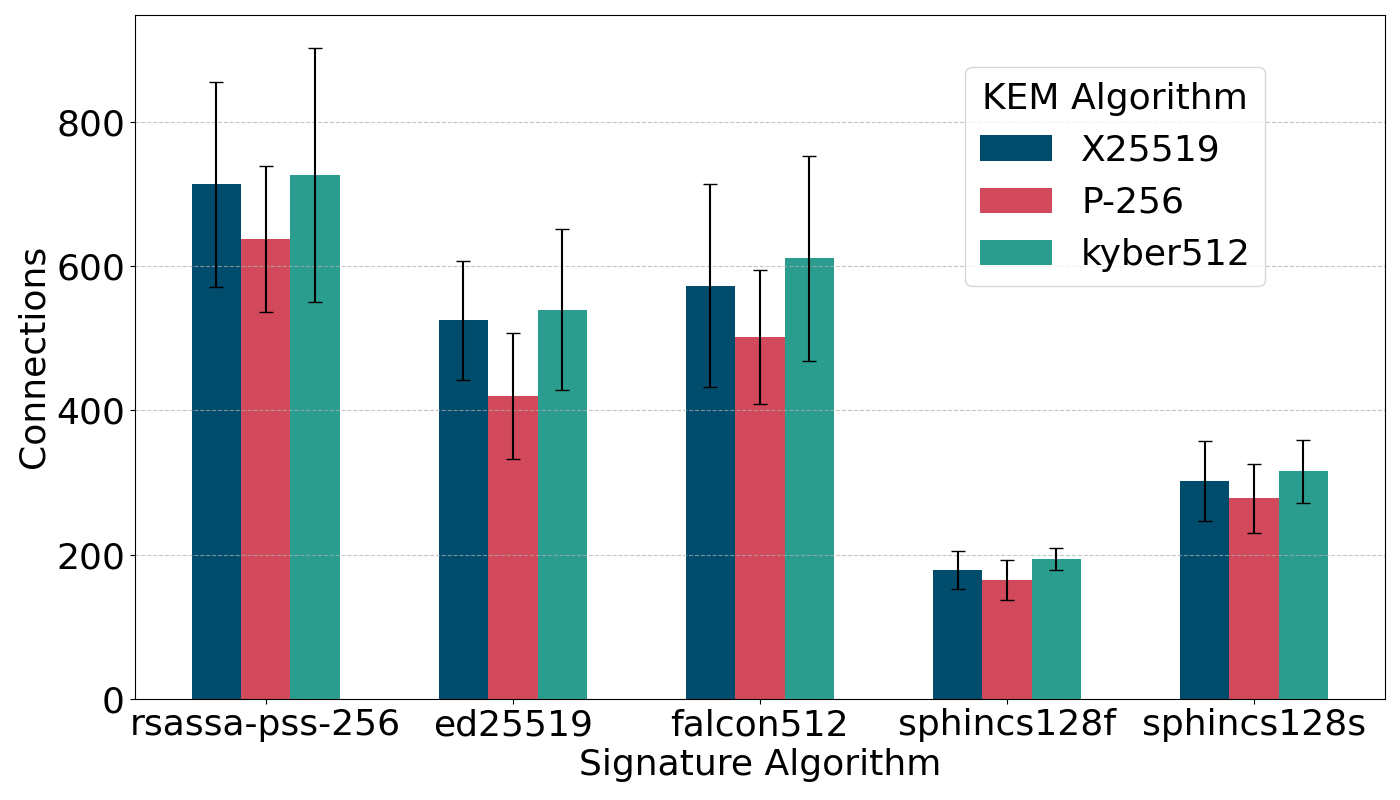 KEM Algorithm
X25519
P-256
kyber512
Connections
800
600
400
200
0
rsassa-pss-256 ed25519 falcon512 sphincs128f sphincs128s
Signature Algorithm